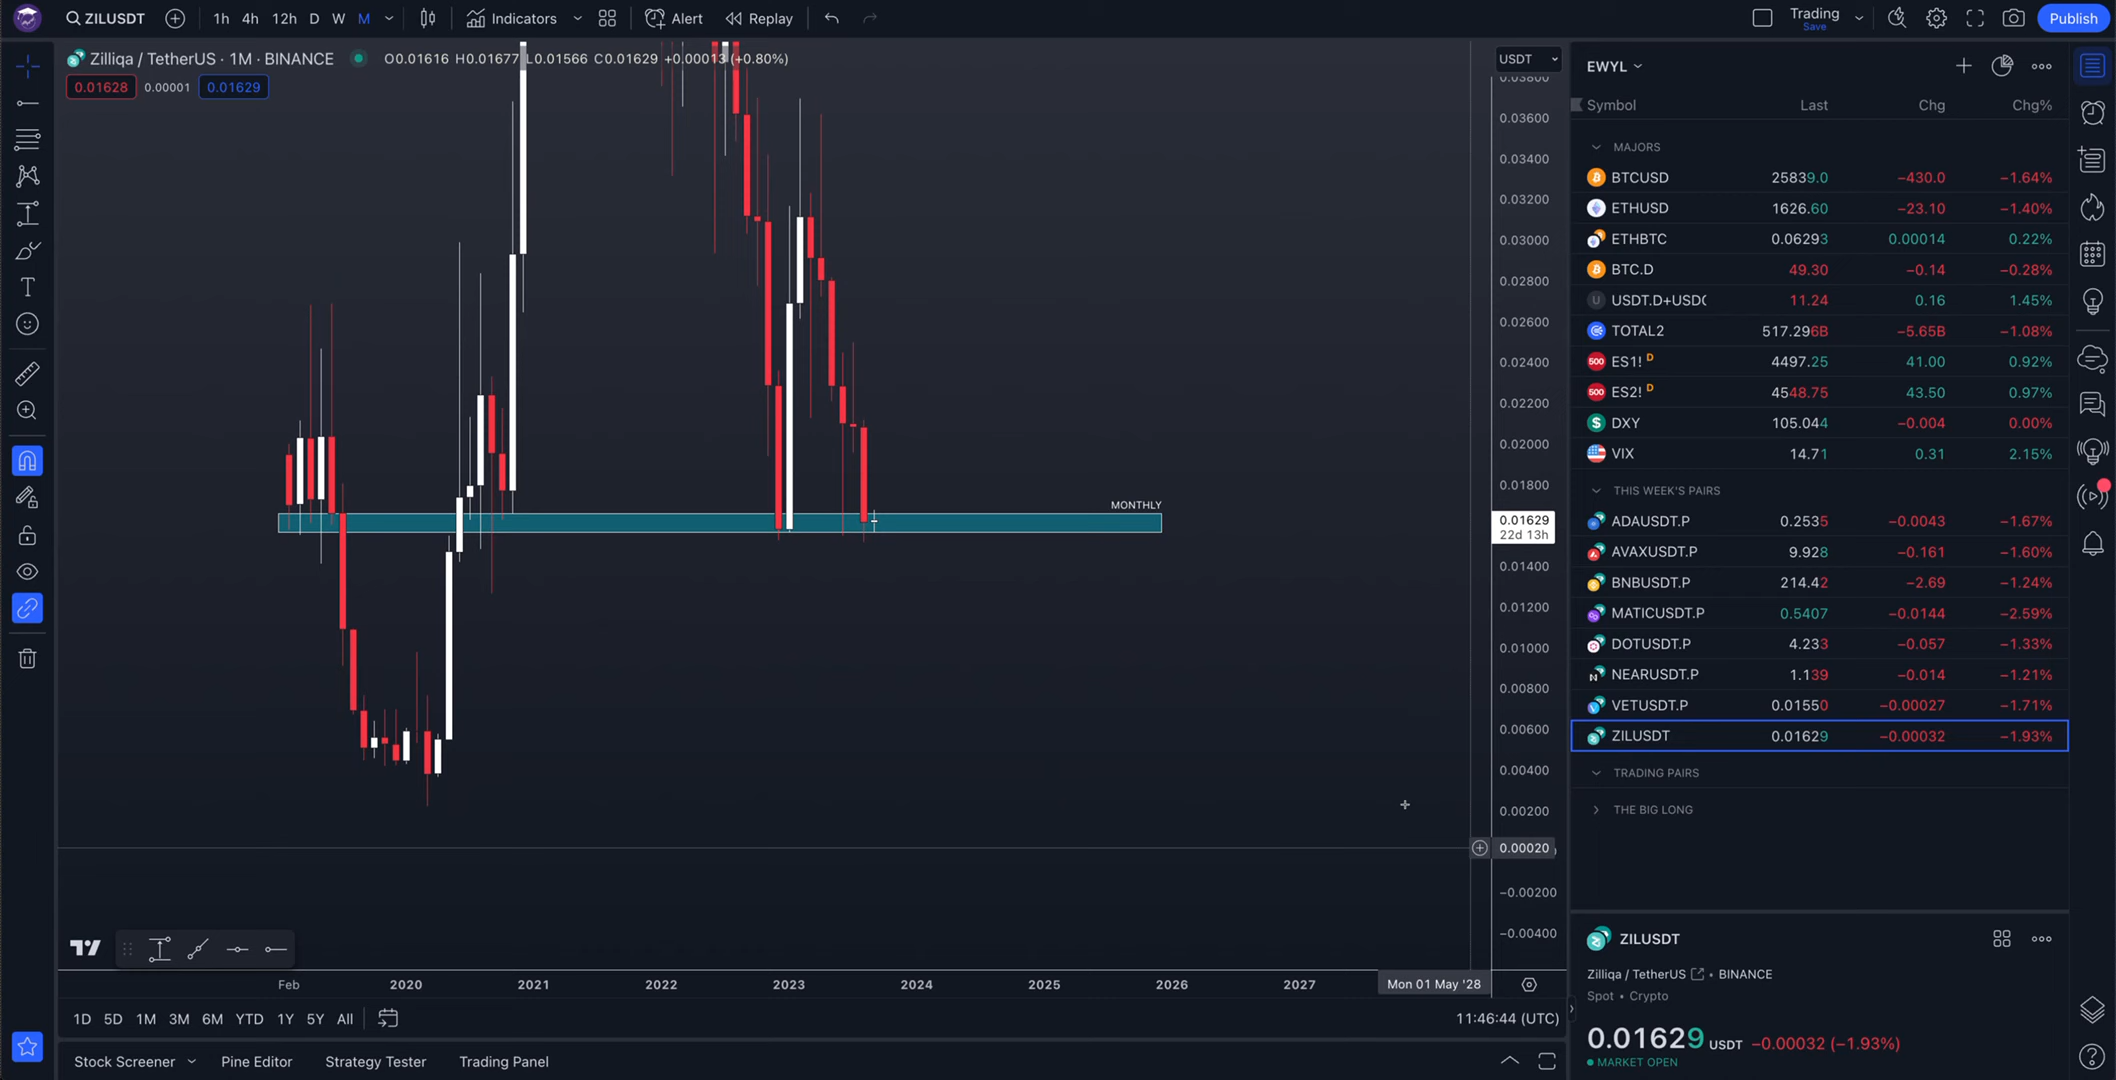 ZILUSDT
1h 4h 12h D W M
Indicators
Alert
Replay
Trading
Save
Publish
Zilliqa / TetherUS · 1M · BINANCE
O0.01616 H0.01677 L0.01566 C0.01629 +0.00013 (+0.80%)
0.01628 0.00001 0.01629
USDT
0.03800
0.03600
0.03400
0.03200
0.03000
0.02800
0.02600
0.02400
0.02200
0.02000
0.01800
MONTHLY
0.01629
22d 13h
0.01400
0.01200
0.01000
0.00800
0.00600
0.00400
0.00200
0.00020
−0.00200
−0.00400
Feb 2020 2021 2022 2023 2024 2025 2026 2027 Mon 01 May '28
1D 5D 1M 3M 6M YTD 1Y 5Y All
11:46:44 (UTC)
Stock Screener Pine Editor Strategy Tester Trading Panel
EWYL
Symbol Last Chg Chg%
MAJORS
BTCUSD 25839.0 −430.0 −1.64%
ETHUSD 1626.60 −23.10 −1.40%
ETHBTC 0.06293 0.00014 0.22%
BTC.D 49.30 −0.14 −0.28%
U USDT.D+USDC 11.24 0.16 1.45%
TOTAL2 517.296B −5.65B −1.08%
500 ES1! D 4497.25 41.00 0.92%
500 ES2! D 4548.75 43.50 0.97%
$ DXY 105.044 −0.004 0.00%
VIX 14.71 0.31 2.15%
THIS WEEK'S PAIRS
ADAUSDT.P 0.2535 −0.0043 −1.67%
AVAXUSDT.P 9.928 −0.161 −1.60%
BNBUSDT.P 214.42 −2.69 −1.24%
MATICUSDT.P 0.5407 −0.0144 −2.59%
DOTUSDT.P 4.233 −0.057 −1.33%
NEARUSDT.P 1.139 −0.014 −1.21%
VETUSDT.P 0.01550 −0.00027 −1.71%
ZILUSDT 0.01629 −0.00032 −1.93%
TRADING PAIRS
THE BIG LONG
ZILUSDT
Zilliqa / TetherUS • BINANCE
Spot • Crypto
0.01629 USDT −0.00032 (−1.93%)
MARKET OPEN